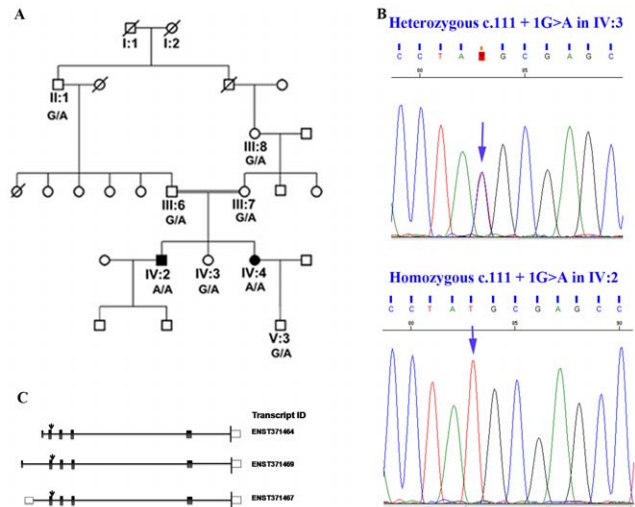 A
I:1
I:2
II:1
G/A
III:8
G/A
III:6
G/A
III:7
G/A
IV:2
A/A
IV:3
G/A
IV:4
A/A
V:3
G/A
B
Heterozygous c.111 + 1G>A in IV:3
C C T A G C G A G C
80
85
Homozygous c.111 + 1G>A in IV:2
C C T A T G C G A G C C
80
85
90
C
Transcript ID
ENST371464
ENST371469
ENST371467